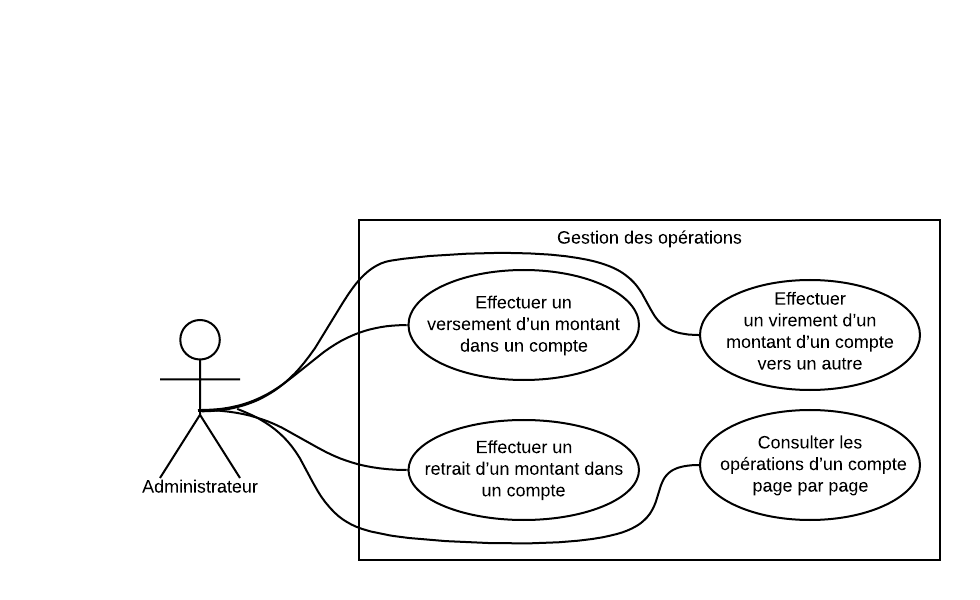 Gestion des opérations
Effectuer un
versement d'un montant
dans un compte
Effectuer
un virement d'un
montant d'un compte
vers un autre
Effectuer un
retrait d'un montant dans
un compte
Consulter les
opérations d'un compte
page par page
Administrateur